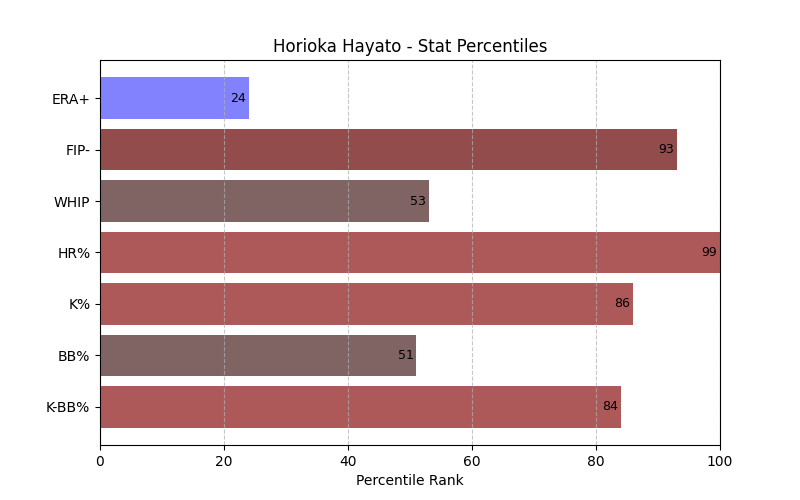 Horioka Hayato - Stat Percentiles
ERA+ 24
FIP- 93
WHIP 53
HR% 99
K% 86
BB% 51
K-BB% 84
0 20 40 60 80 100
Percentile Rank